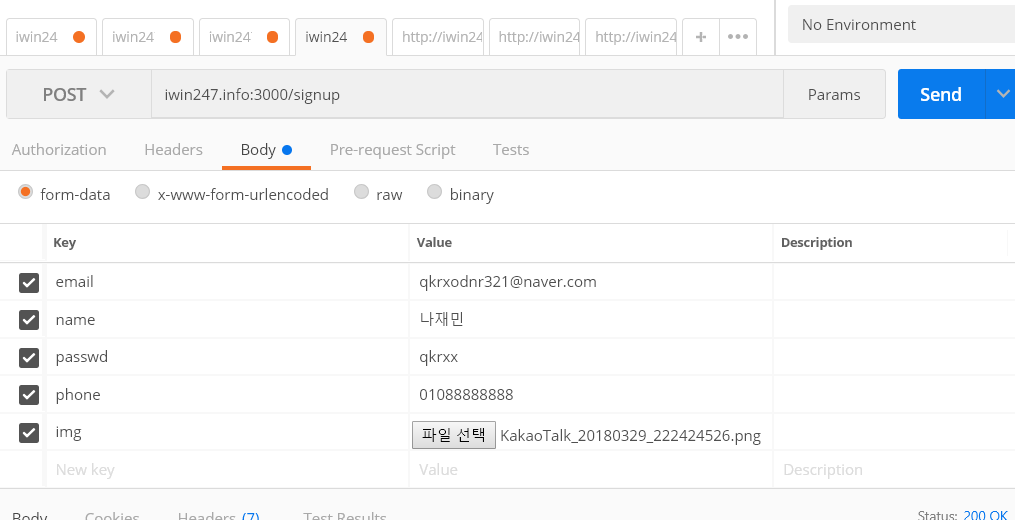 iwin24 iwin24 iwin24 iwin24 http://iwin24 http://iwin24 http://iwin24 + •••
No Environment
POST iwin247.info:3000/signup Params Send
Authorization Headers Body Pre-request Script Tests
form-data x-www-form-urlencoded raw binary
Key Value Description
email qkrxodnr321@naver.com
name 나재민
passwd qkrxx
phone 01088888888
img 파일 선택 KakaoTalk_20180329_222424526.png
New key Value Description
Body Cookies Headers (7) Test Results Status: 200 OK